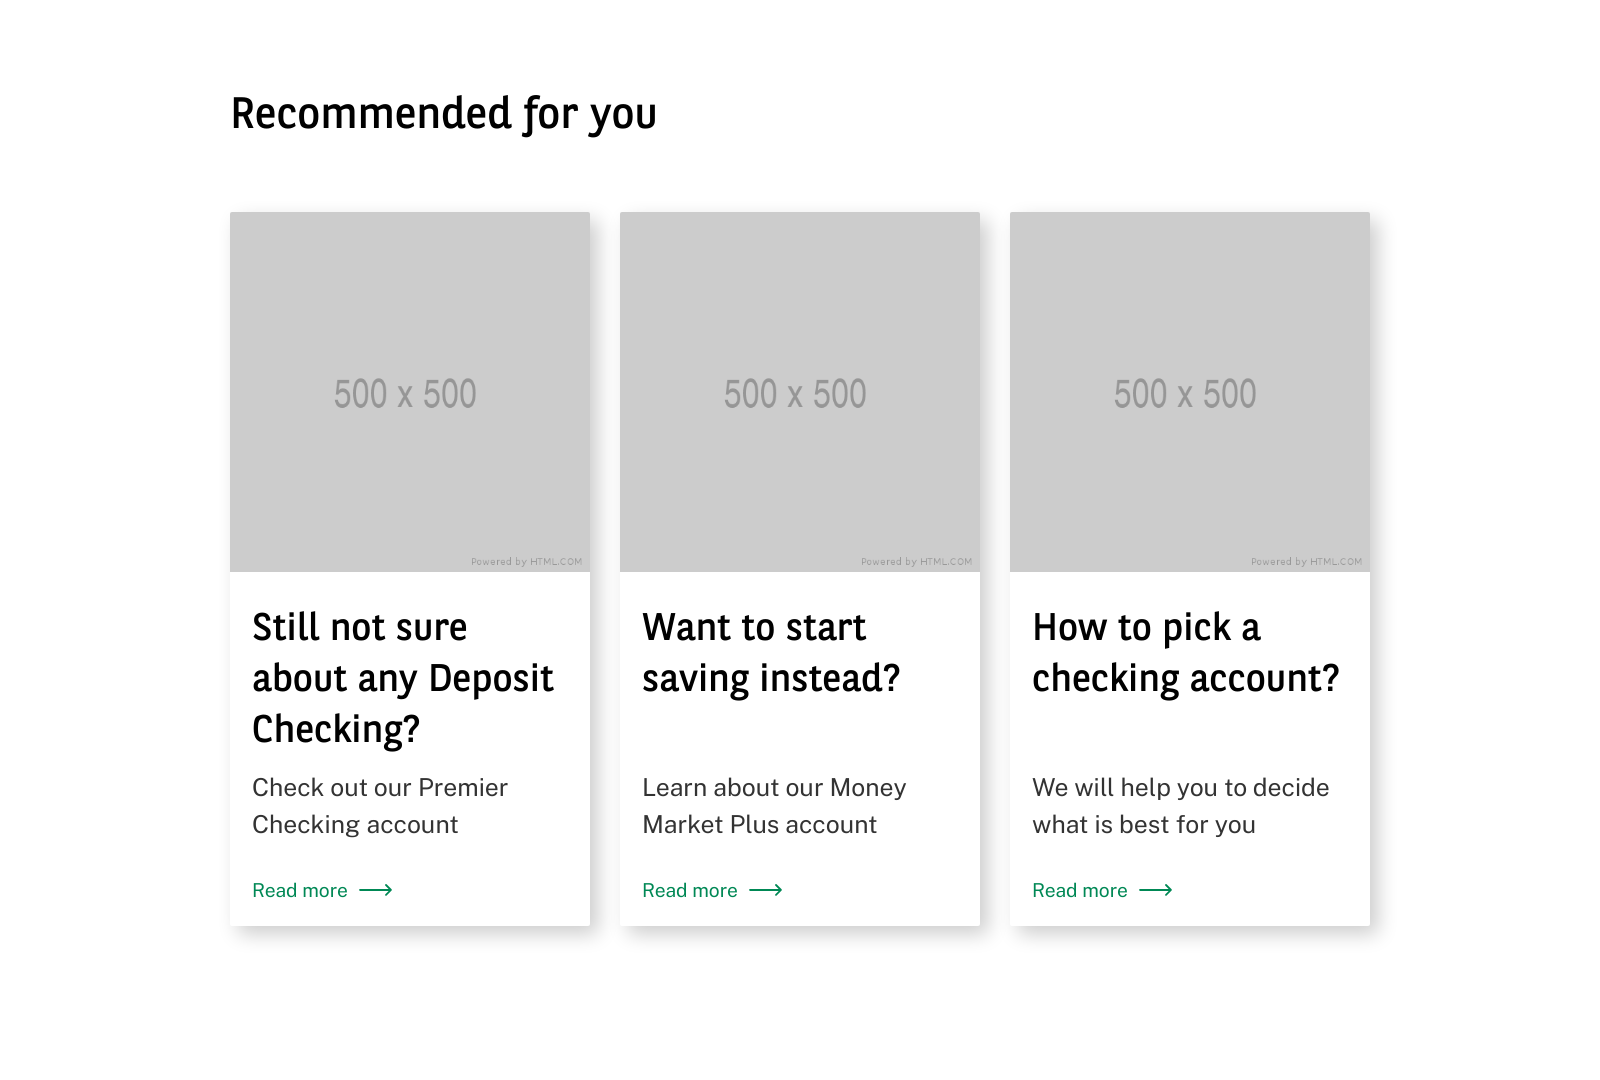 Recommended for you
500 x 500
Powered by HTML.COM
Still not sure
about any Deposit
Checking?
Check out our Premier
Checking account
Read more
500 x 500
Powered by HTML.COM
Want to start
saving instead?
Learn about our Money
Market Plus account
Read more
500 x 500
Powered by HTML.COM
How to pick a
checking account?
We will help you to decide
what is best for you
Read more